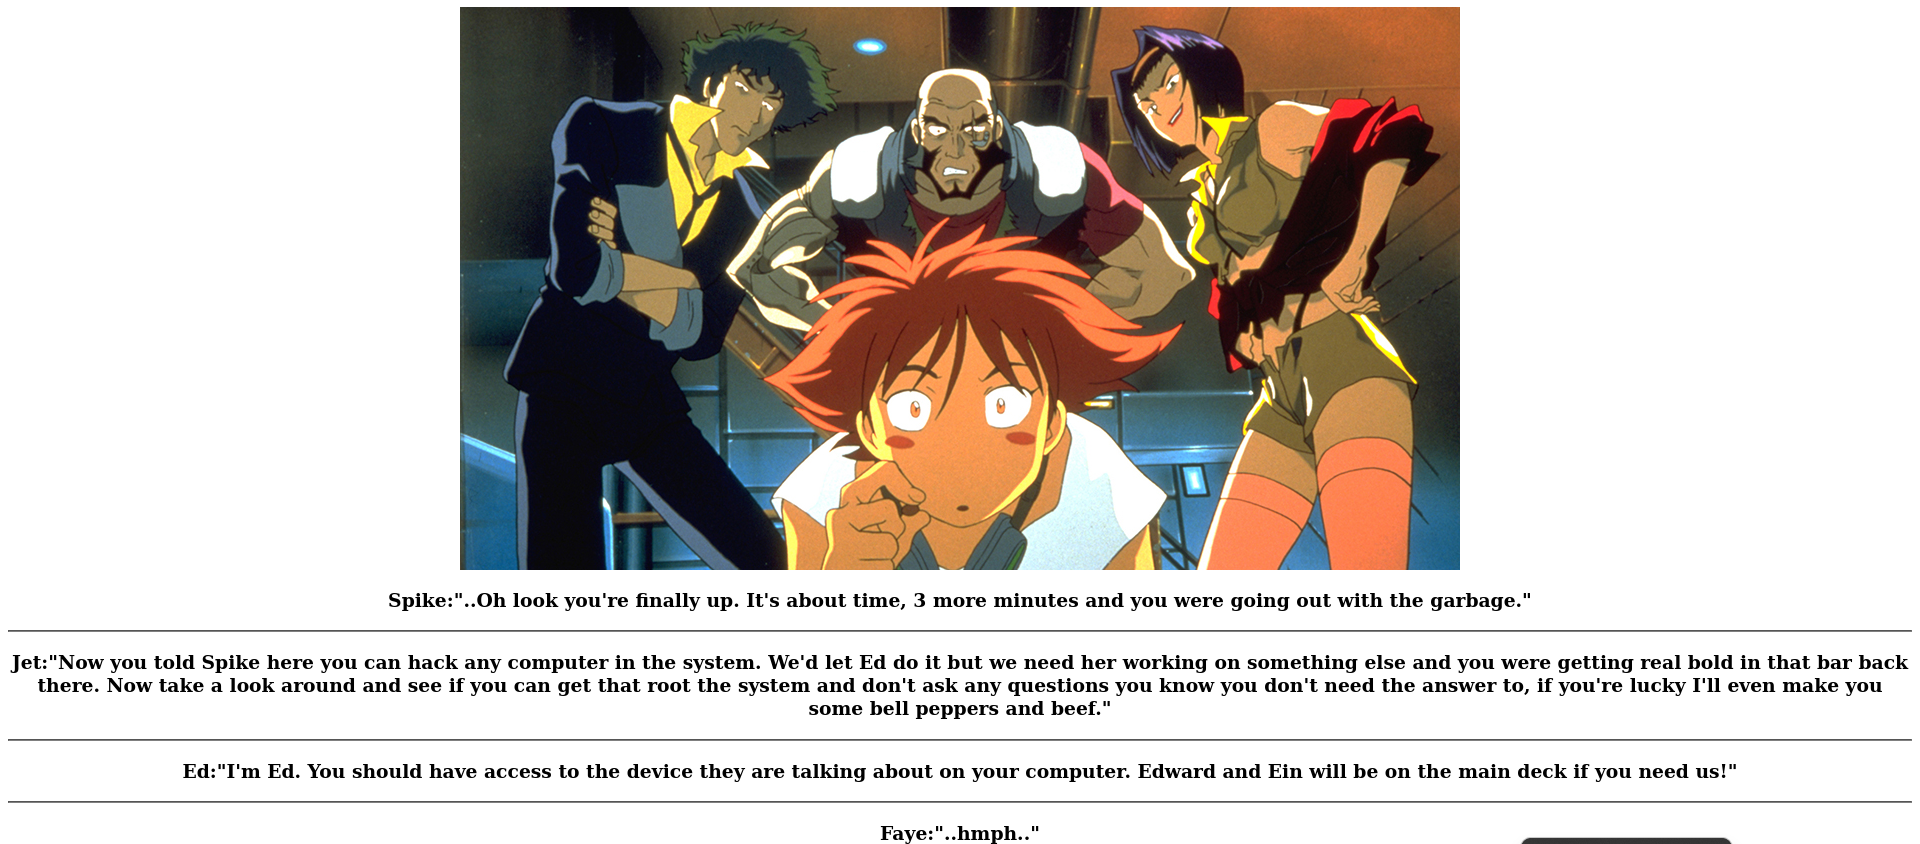 Spike:"..Oh look you're finally up. It's about time, 3 more minutes and you were going out with the garbage."
Jet:"Now you told Spike here you can hack any computer in the system. We'd let Ed do it but we need her working on something else and you were getting real bold in that bar back
there. Now take a look around and see if you can get that root the system and don't ask any questions you know you don't need the answer to, if you're lucky I'll even make you
some bell peppers and beef."
Ed:"I'm Ed. You should have access to the device they are talking about on your computer. Edward and Ein will be on the main deck if you need us!"
Faye:"..hmph.."